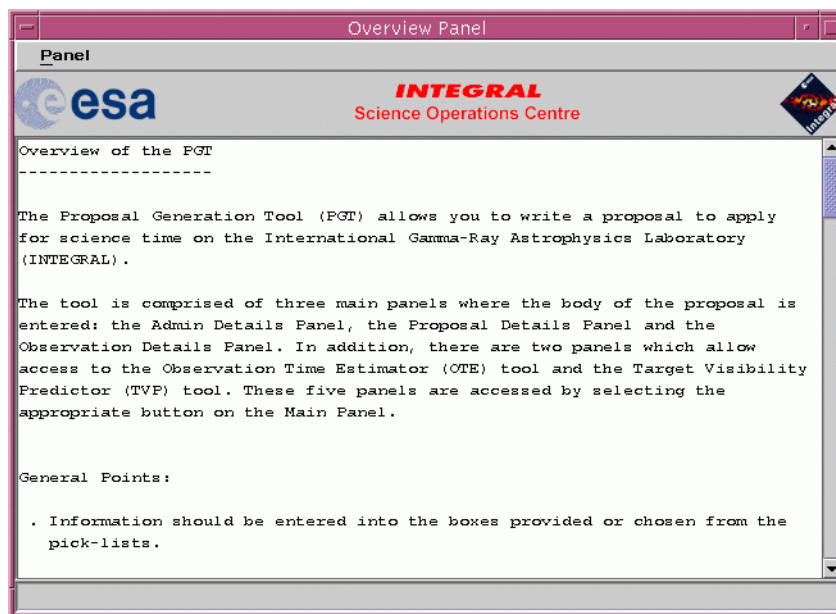 Overview Panel
Panel
esa
INTEGRAL
Science Operations Centre
Integral
Overview of the PGT
-------------------
The Proposal Generation Tool (PGT) allows you to write a proposal to apply
for science time on the International Gamma-Ray Astrophysics Laboratory
(INTEGRAL).
The tool is comprised of three main panels where the body of the proposal is
entered: the Admin Details Panel, the Proposal Details Panel and the
Observation Details Panel. In addition, there are two panels which allow
access to the Observation Time Estimator (OTE) tool and the Target Visibility
Predictor (TVP) tool. These five panels are accessed by selecting the
appropriate button on the Main Panel.
General Points:
. Information should be entered into the boxes provided or chosen from the
pick-lists.